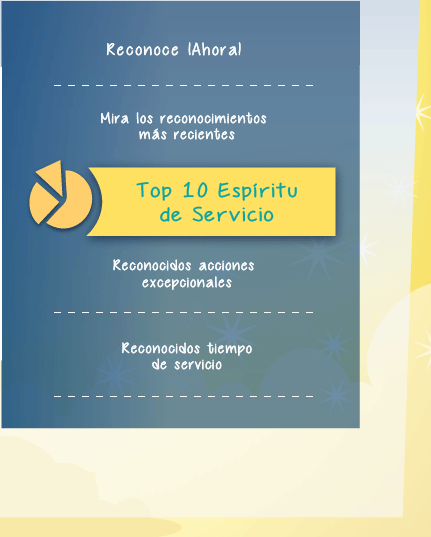 Reconoce ¡Ahora!
Mira los reconocimientos
más recientes
Top 10 Espíritu
de Servicio
Reconocidos acciones
excepcionales
Reconocidos tiempo
de servicio